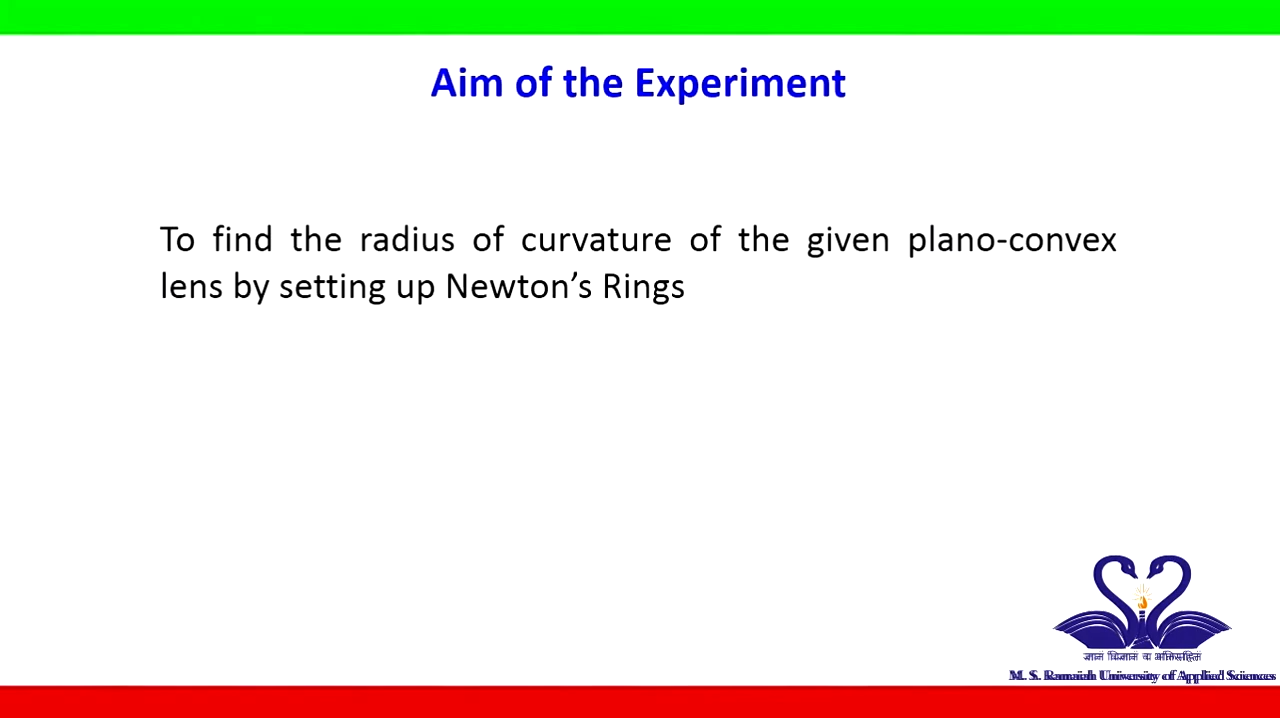 Aim of the Experiment
To find the radius of curvature of the given plano-convex
lens by setting up Newton’s Rings
M. S. Ramaiah University of Applied Sciences